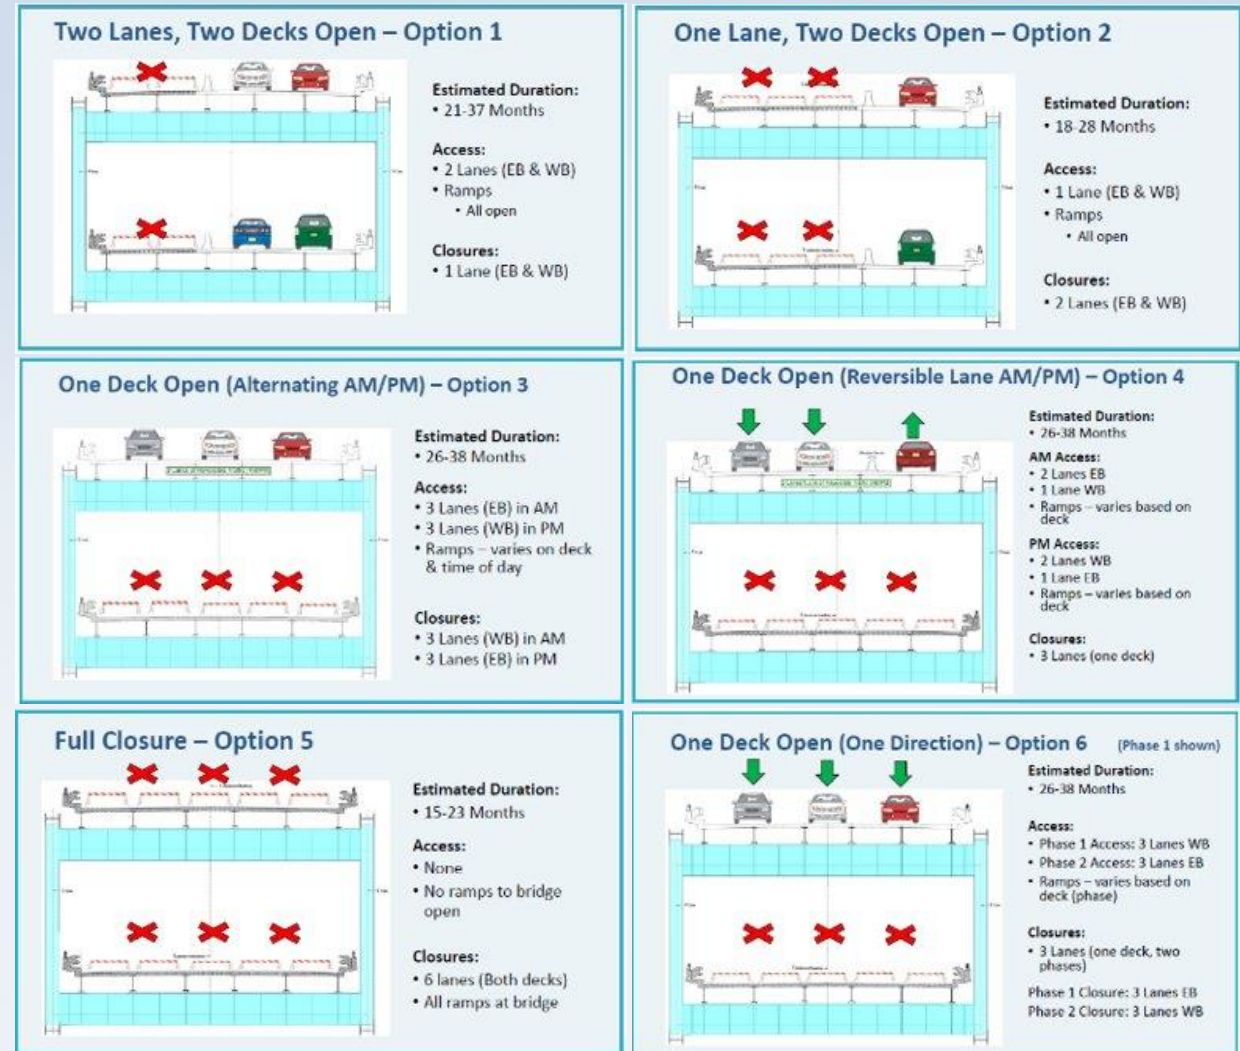 Two Lanes, Two Decks Open – Option 1
Estimated Duration:
• 21-37 Months
Access:
• 2 Lanes (EB & WB)
• Ramps
• All open
Closures:
• 1 Lane (EB & WB)
One Lane, Two Decks Open – Option 2
Estimated Duration:
• 18-28 Months
Access:
• 1 Lane (EB & WB)
• Ramps
• All open
Closures:
• 2 Lanes (EB & WB)
One Deck Open (Alternating AM/PM) – Option 3
Estimated Duration:
• 26-38 Months
Access:
• 3 Lanes (EB) in AM
• 3 Lanes (WB) in PM
• Ramps – varies on deck
& time of day
Closures:
• 3 Lanes (WB) in AM
• 3 Lanes (EB) in PM
One Deck Open (Reversible Lane AM/PM) – Option 4
Estimated Duration:
• 26-38 Months
AM Access:
• 2 Lanes EB
• 1 Lane WB
• Ramps – varies based on
deck
PM Access:
• 2 Lanes WB
• 1 Lane EB
• Ramps – varies based on
deck
Closures:
• 3 Lanes (one deck)
Full Closure – Option 5
Estimated Duration:
• 15-23 Months
Access:
• None
• No ramps to bridge
open
Closures:
• 6 lanes (Both decks)
• All ramps at bridge
One Deck Open (One Direction) – Option 6 (Phase 1 shown)
Estimated Duration:
• 26-38 Months
Access:
• Phase 1 Access: 3 Lanes WB
• Phase 2 Access: 3 Lanes EB
• Ramps – varies based on
deck (phase)
Closures:
• 3 Lanes (one deck, two
phases)
Phase 1 Closure: 3 Lanes EB
Phase 2 Closure: 3 Lanes WB